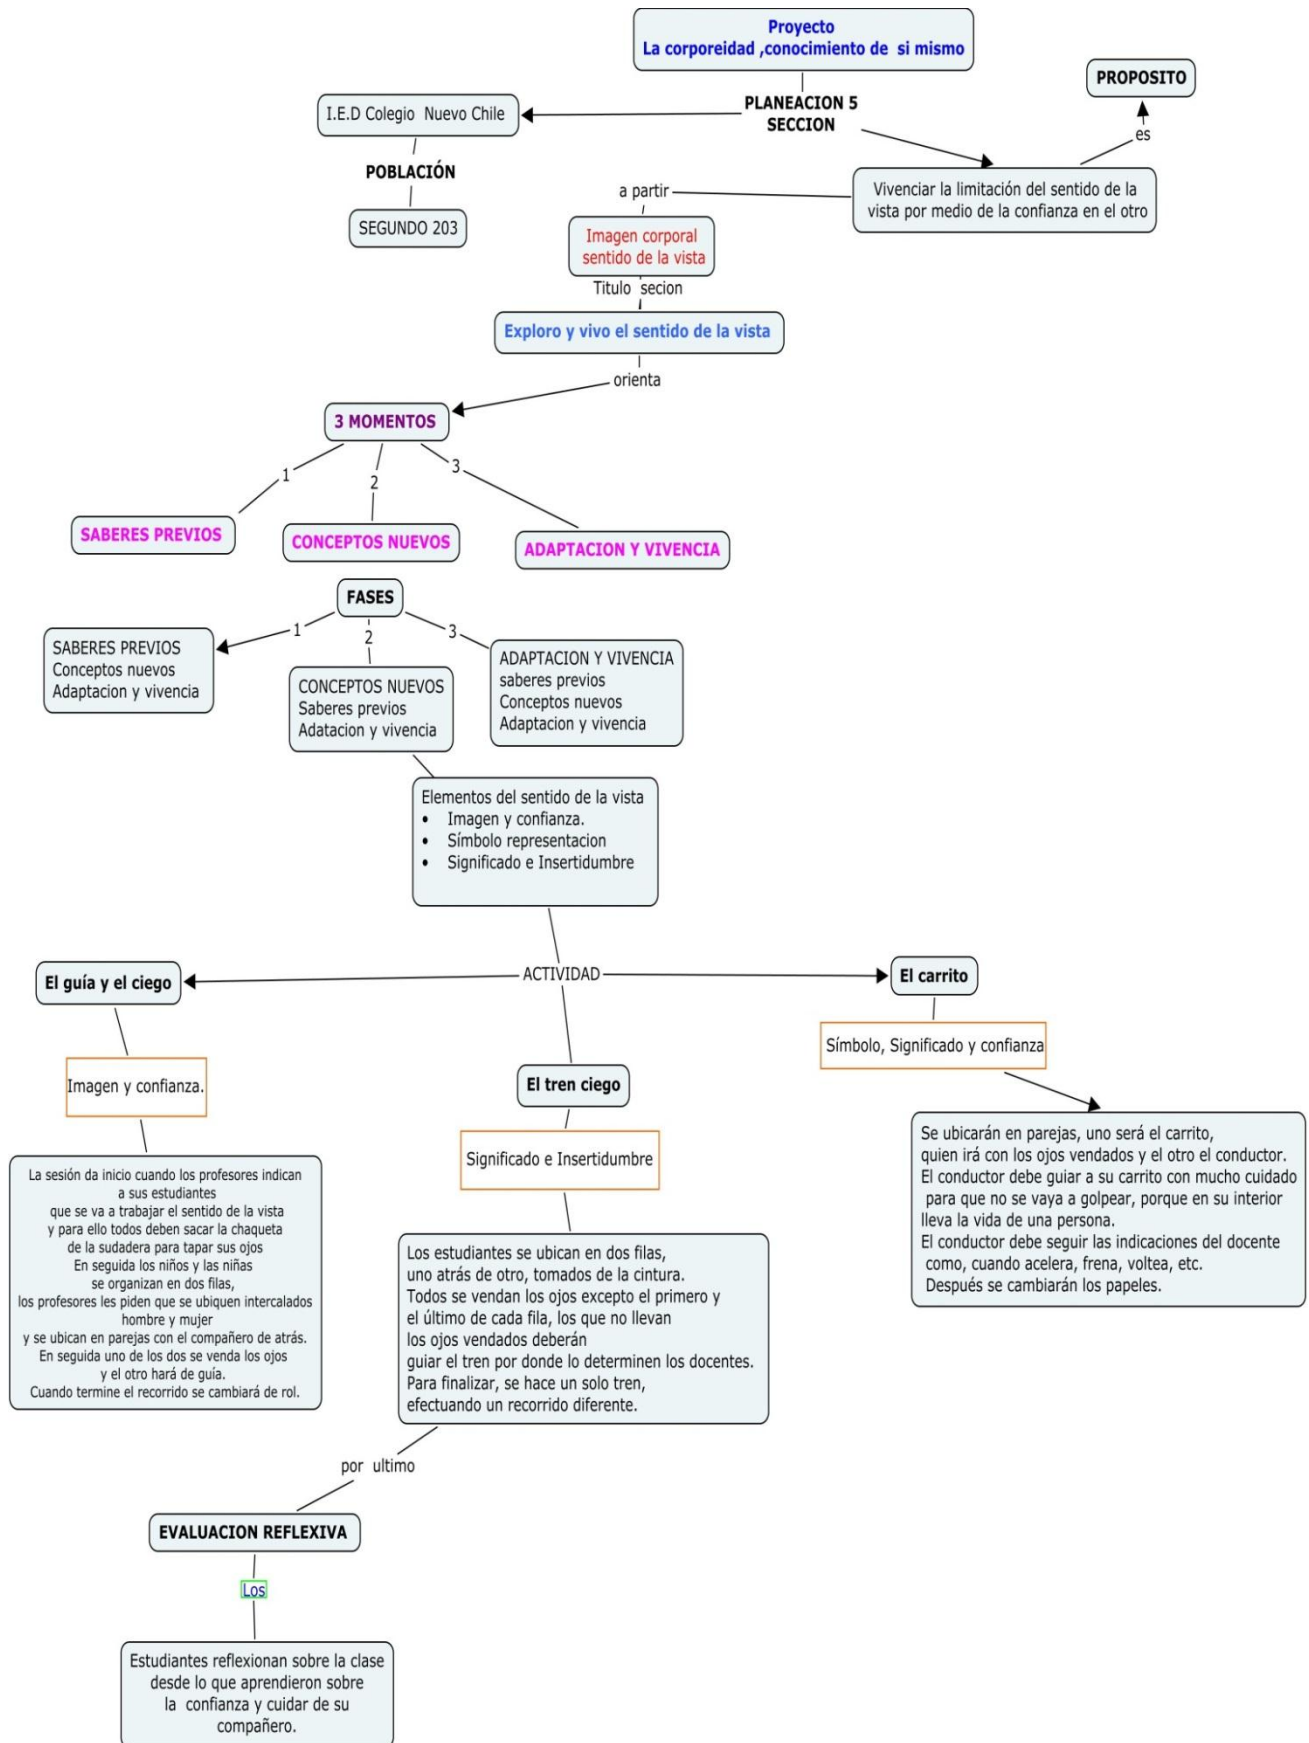 Proyecto
La corporeidad ,conocimiento de si mismo
PROPOSITO
I.E.D Colegio Nuevo Chile
PLANEACION 5
SECCION
es
POBLACIÓN
SEGUNDO 203
a partir
Vivenciar la limitación del sentido de la
vista por medio de la confianza en el otro
Imagen corporal
sentido de la vista
Titulo secion
Exploro y vivo el sentido de la vista
orienta
3 MOMENTOS
1
2
3
SABERES PREVIOS
CONCEPTOS NUEVOS
ADAPTACION Y VIVENCIA
FASES
1
2
3
SABERES PREVIOS
Conceptos nuevos
Adaptacion y vivencia
CONCEPTOS NUEVOS
Saberes previos
Adatacion y vivencia
ADAPTACION Y VIVENCIA
saberes previos
Conceptos nuevos
Adaptacion y vivencia
Elementos del sentido de la vista
• Imagen y confianza.
• Símbolo representacion
• Significado e Insertidumbre
ACTIVIDAD
El guía y el ciego
Imagen y confianza.
La sesión da inicio cuando los profesores indican
a sus estudiantes
que se va a trabajar el sentido de la vista
y para ello todos deben sacar la chaqueta
de la sudadera para tapar sus ojos
En seguida los niños y las niñas
se organizan en dos filas,
los profesores les piden que se ubiquen intercalados
hombre y mujer
y se ubican en parejas con el compañero de atrás.
En seguida uno de los dos se venda los ojos
y el otro hará de guía.
Cuando termine el recorrido se cambiará de rol.
El tren ciego
Significado e Insertidumbre
Los estudiantes se ubican en dos filas,
uno atrás de otro, tomados de la cintura.
Todos se vendan los ojos excepto el primero y
el último de cada fila, los que no llevan
los ojos vendados deberán
guiar el tren por donde lo determinen los docentes.
Para finalizar, se hace un solo tren,
efectuando un recorrido diferente.
El carrito
Símbolo, Significado y confianza
Se ubicarán en parejas, uno será el carrito,
quien irá con los ojos vendados y el otro el conductor.
El conductor debe guiar a su carrito con mucho cuidado
para que no se vaya a golpear, porque en su interior
lleva la vida de una persona.
El conductor debe seguir las indicaciones del docente
como, cuando acelera, frena, voltea, etc.
Después se cambiarán los papeles.
por ultimo
EVALUACION REFLEXIVA
Los
Estudiantes reflexionan sobre la clase
desde lo que aprendieron sobre
la confianza y cuidar de su
compañero.